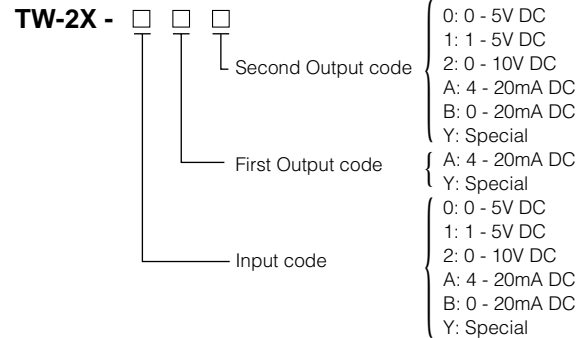 TW-2X - □ □ □
Second Output code
0: 0 - 5V DC
1: 1 - 5V DC
2: 0 - 10V DC
A: 4 - 20mA DC
B: 0 - 20mA DC
Y: Special
First Output code
A: 4 - 20mA DC
Y: Special
Input code
0: 0 - 5V DC
1: 1 - 5V DC
2: 0 - 10V DC
A: 4 - 20mA DC
B: 0 - 20mA DC
Y: Special